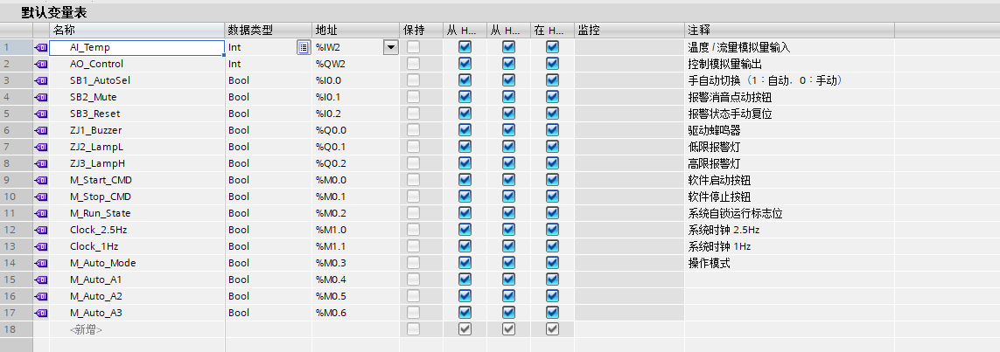 默认变量表
名称 数据类型 地址 保持 从 H... 从 H... 在 H... 监控 注释
1 AI_Temp Int %IW2 温度 / 流量模拟量输入
2 AO_Control Int %QW2 控制模拟量输出
3 SB1_AutoSel Bool %I0.0 手自动切换（1：自动，0：手动）
4 SB2_Mute Bool %I0.1 报警消音点动按钮
5 SB3_Reset Bool %I0.2 报警状态手动复位
6 ZJ1_Buzzer Bool %Q0.0 驱动蜂鸣器
7 ZJ2_LampL Bool %Q0.1 低限报警灯
8 ZJ3_LampH Bool %Q0.2 高限报警灯
9 M_Start_CMD Bool %M0.0 软件启动按钮
10 M_Stop_CMD Bool %M0.1 软件停止按钮
11 M_Run_State Bool %M0.2 系统自锁运行标志位
12 Clock_2.5Hz Bool %M1.0 系统时钟 2.5Hz
13 Clock_1Hz Bool %M1.1 系统时钟 1Hz
14 M_Auto_Mode Bool %M0.3 操作模式
15 M_Auto_A1 Bool %M0.4
16 M_Auto_A2 Bool %M0.5
17 M_Auto_A3 Bool %M0.6
18 <新增>